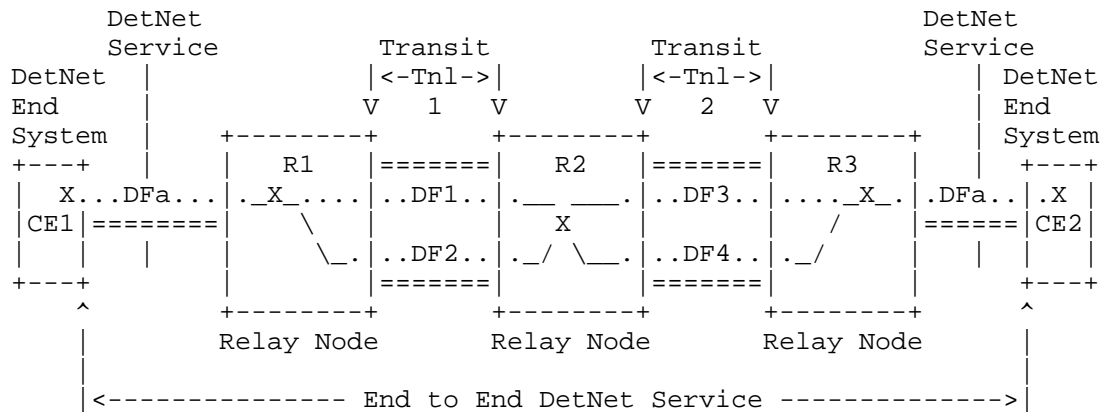 DetNet                                             DetNet
         Service         Transit          Transit           Service
DetNet     |            |<-Tnl->|        |<-Tnl->|            | DetNet
End        |            V   1   V        V   2   V            | End
System     |   +--------+       +--------+       +--------+   | System
+---+      |   |   R1   |=======|   R2   |=======|   R3   |   |  +---+
|  X...DFa...|._X_....|..DF1..|.__ ___.|..DF3..|...._X_.|.DFa..|.X |
|CE1|========|    \   |       |   X    |       |   /    |======|CE2|
|   |   |    |     \_.|..DF2..|._/ \__.|..DF4..|._/     |  |   |   |
+---+        |        |=======|        |=======|        |      +---+
    ^        +--------+       +--------+       +--------+      ^
    |        Relay Node       Relay Node       Relay Node      |
    |                                                          |
    |<--------------- End to End DetNet Service -------------->|